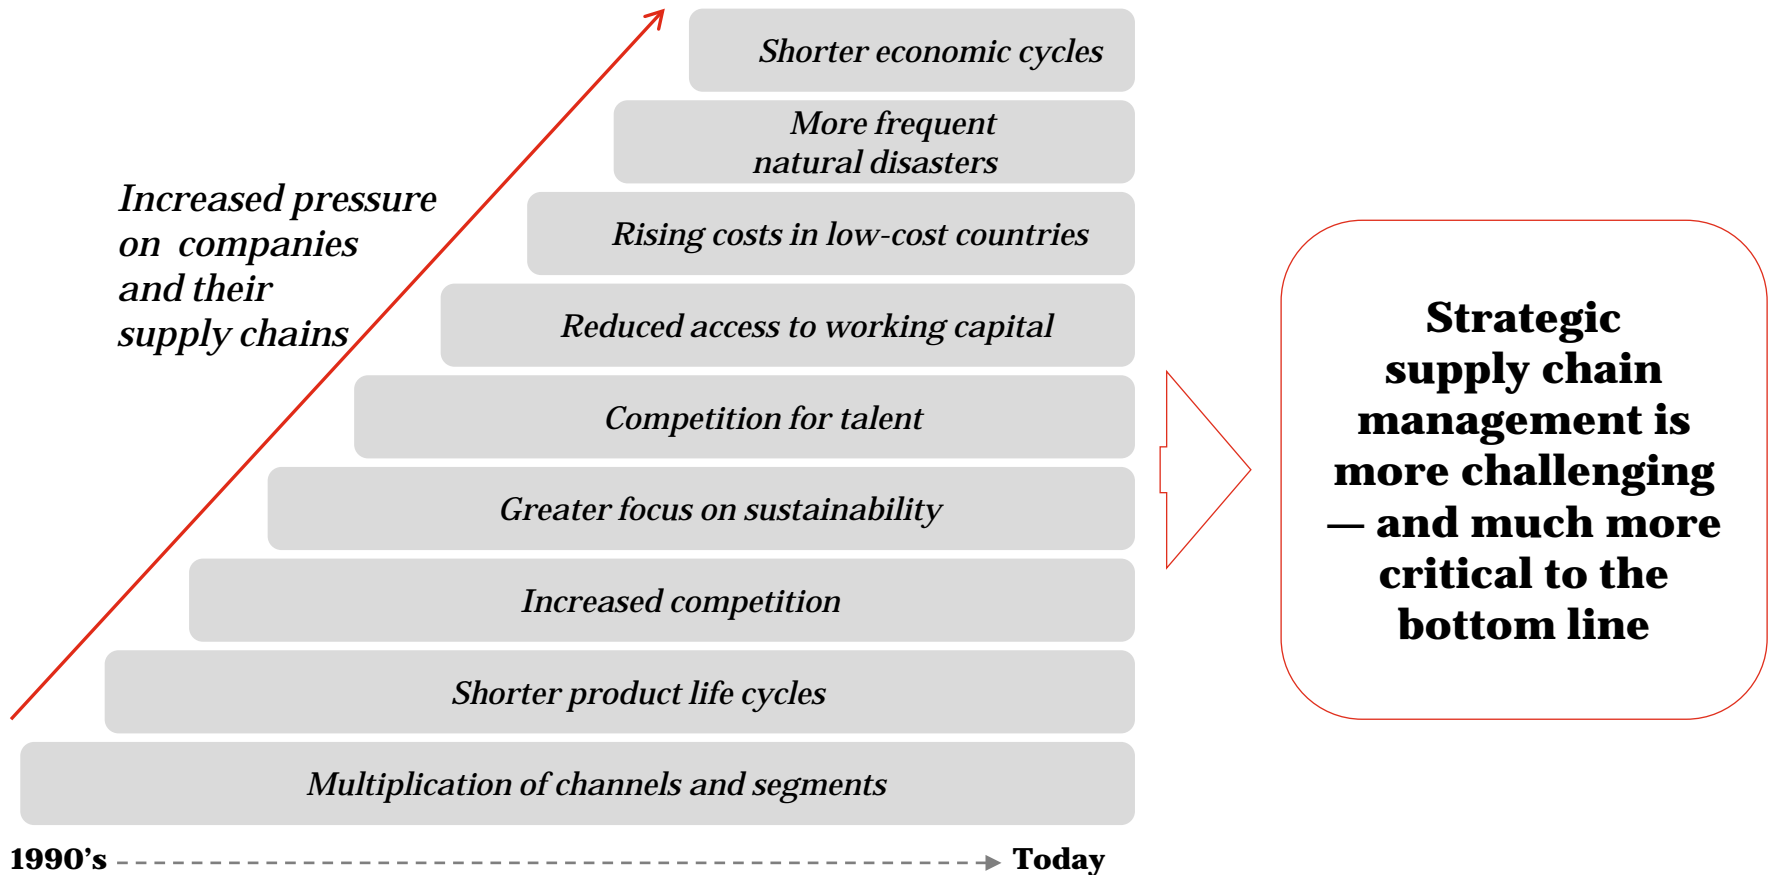 Shorter economic cycles
More frequent
natural disasters
Increased pressure
on companies
and their
supply chains
Rising costs in low-cost countries
Reduced access to working capital
Competition for talent
Greater focus on sustainability
Increased competition
Shorter product life cycles
Multiplication of channels and segments
1990's
Today
Strategic
supply chain
management is
more challenging
— and much more
critical to the
bottom line